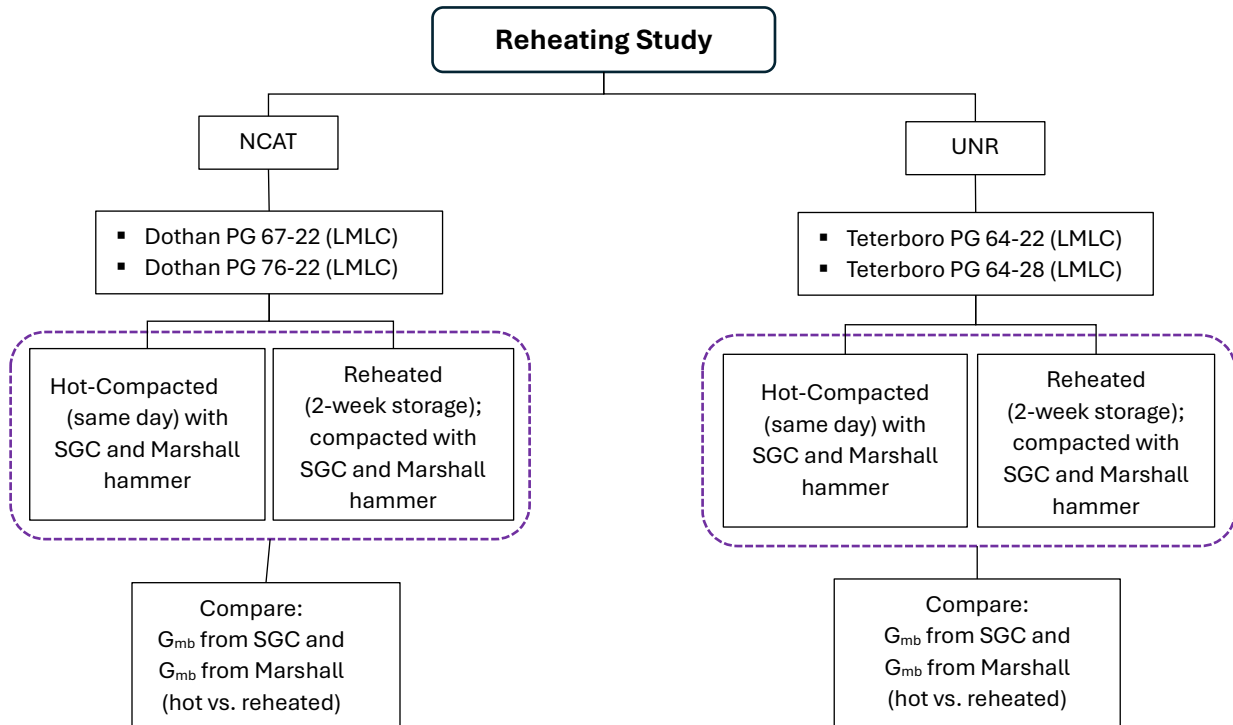 Reheating Study
NCAT
UNR
▪ Dothan PG 67-22 (LMLC)
▪ Dothan PG 76-22 (LMLC)
▪ Teterboro PG 64-22 (LMLC)
▪ Teterboro PG 64-28 (LMLC)
Hot-Compacted
(same day) with
SGC and Marshall
hammer
Reheated
(2-week storage);
compacted with
SGC and Marshall
hammer
Hot-Compacted
(same day) with
SGC and Marshall
hammer
Reheated
(2-week storage);
compacted with
SGC and Marshall
hammer
Compare:
Gmb from SGC and
Gmb from Marshall
(hot vs. reheated)
Compare:
Gmb from SGC and
Gmb from Marshall
(hot vs. reheated)